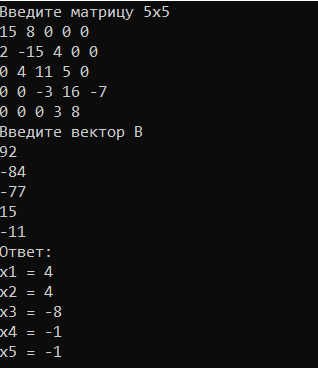 Введите матрицу 5x5
15 8 0 0 0
2 -15 4 0 0
0 4 11 5 0
0 0 -3 16 -7
0 0 0 3 8
Введите вектор B
92
-84
-77
15
-11
Ответ:
x1 = 4
x2 = 4
x3 = -8
x4 = -1
x5 = -1